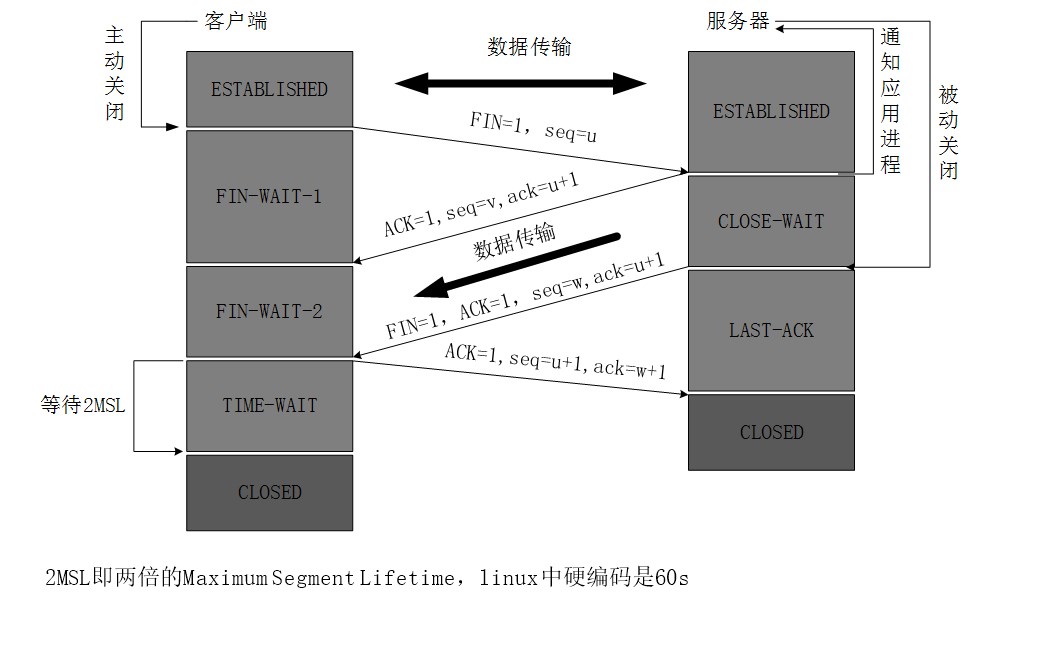 客户端
服务器
主动关闭
数据传输
通知应用进程
被动关闭
ESTABLISHED
ESTABLISHED
FIN=1, seq=u
FIN-WAIT-1
ACK=1,seq=v,ack=u+1
CLOSE-WAIT
数据传输
FIN-WAIT-2
FIN=1, ACK=1, seq=w,ack=u+1
LAST-ACK
ACK=1,seq=u+1,ack=w+1
等待2MSL
TIME-WAIT
CLOSED
CLOSED
2MSL即两倍的Maximum Segment Lifetime，linux中硬编码是60s